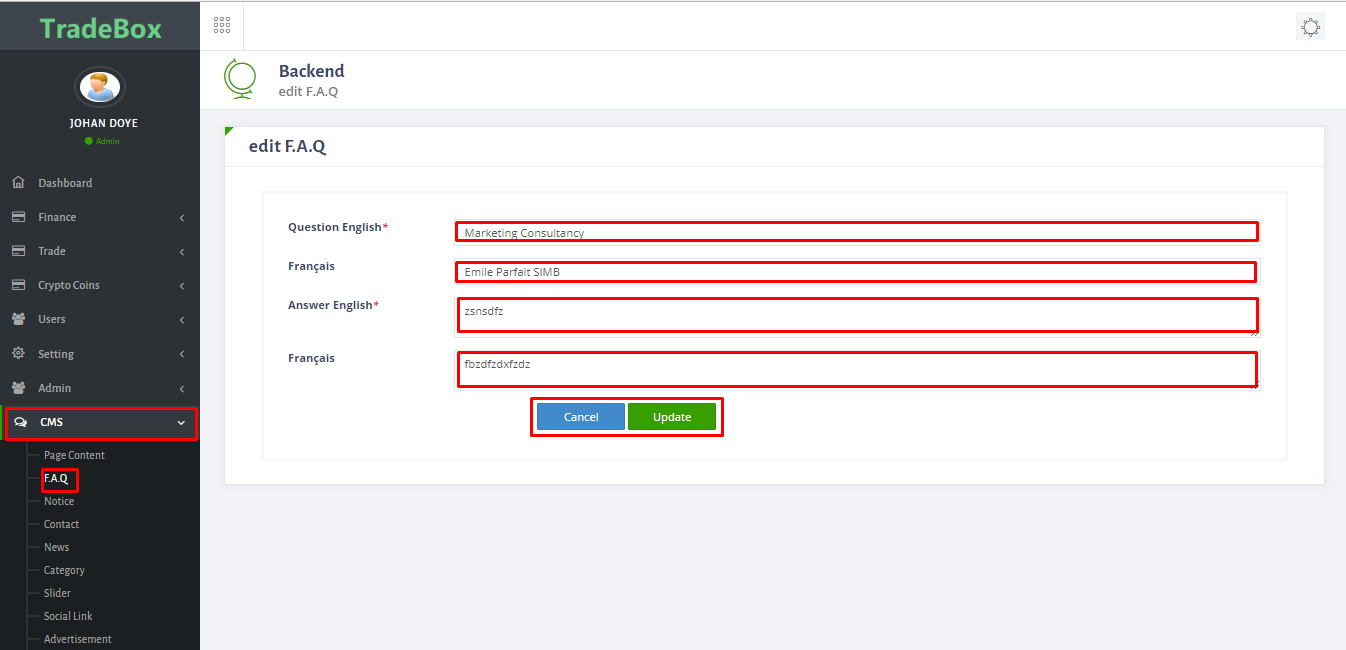 TradeBox
JOHAN DOYE
Admin
Dashboard
Finance
Trade
Crypto Coins
Users
Setting
Admin
CMS
Page Content
F.A.Q
Notice
Contact
News
Category
Slider
Social Link
Advertisement
Backend
edit F.A.Q
edit F.A.Q
Question English*
Marketing Consultancy
Français
Emile Parfait SIMB
Answer English*
zsnsdfz
Français
fbzdfzdxfzdz
Cancel
Update